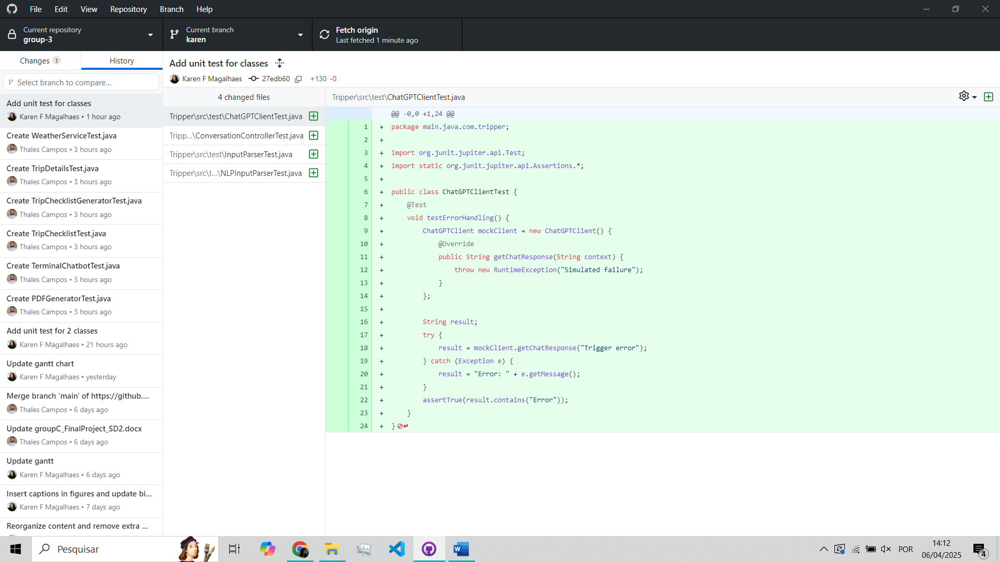 File Edit View Repository Branch Help
Current repository
group-3
Current branch
karen
Fetch origin
Last fetched 1 minute ago
Changes 1
History
Select branch to compare...
Add unit test for classes
Karen F Magalhaes • 1 hour ago
Create WeatherServiceTest.java
Thales Campos • 3 hours ago
Create TripDetailsTest.java
Thales Campos • 3 hours ago
Create TripChecklistGeneratorTest.java
Thales Campos • 3 hours ago
Create TripChecklistTest.java
Thales Campos • 3 hours ago
Create TerminalChatbotTest.java
Thales Campos • 3 hours ago
Create PDFGeneratorTest.java
Thales Campos • 3 hours ago
Add unit test for 2 classes
Karen F Magalhaes • 21 hours ago
Update gantt chart
Karen F Magalhaes • yesterday
Merge branch 'main' of https://github....
Thales Campos • 6 days ago
Update groupC_FinalProject_SD2.docx
Thales Campos • 6 days ago
Update gantt
Karen F Magalhaes • 6 days ago
Insert captions in figures and update bi...
Karen F Magalhaes • 7 days ago
Reorganize content and remove extra ...
Add unit test for classes
Karen F Magalhaes 27edb60 +130 -0
4 changed files
Tripper\src\test\ChatGPTClientTest.java
Tripp...\ConversationControllerTest.java
Tripper\src\test\InputParserTest.java
Tripper\src\t...\NLPInputParserTest.java
Tripper\src\test\ChatGPTClientTest.java
@@ -0,0 +1,24 @@
1 + package main.java.com.tripper;
2 +
3 + import org.junit.jupiter.api.Test;
4 + import static org.junit.jupiter.api.Assertions.*;
5 +
6 + public class ChatGPTClientTest {
7 + @Test
8 + void testErrorHandling() {
9 + ChatGPTClient mockClient = new ChatGPTClient() {
10 + @Override
11 + public String getChatResponse(String context) {
12 + throw new RuntimeException("Simulated failure");
13 + }
14 + };
15 +
16 + String result;
17 + try {
18 + result = mockClient.getChatResponse("Trigger error");
19 + } catch (Exception e) {
20 + result = "Error: " + e.getMessage();
21 + }
22 + assertTrue(result.contains("Error"));
23 + }
24 + }
Pesquisar
POR
14:12
06/04/2025
4